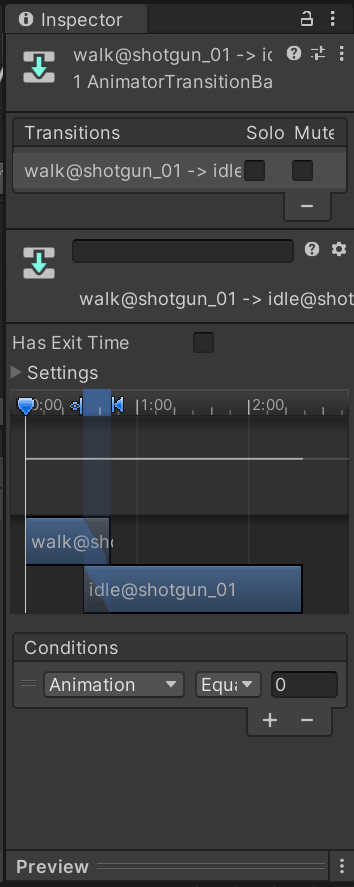 Inspector
walk@shotgun_01 -> id
1 AnimatorTransitionBa
Transitions Solo Mute
walk@shotgun_01 -> idle
walk@shotgun_01 -> idle@shot
Has Exit Time
Settings
0:00 1:00 2:00
walk@sho
idle@shotgun_01
Conditions
Animation Equa 0
Preview